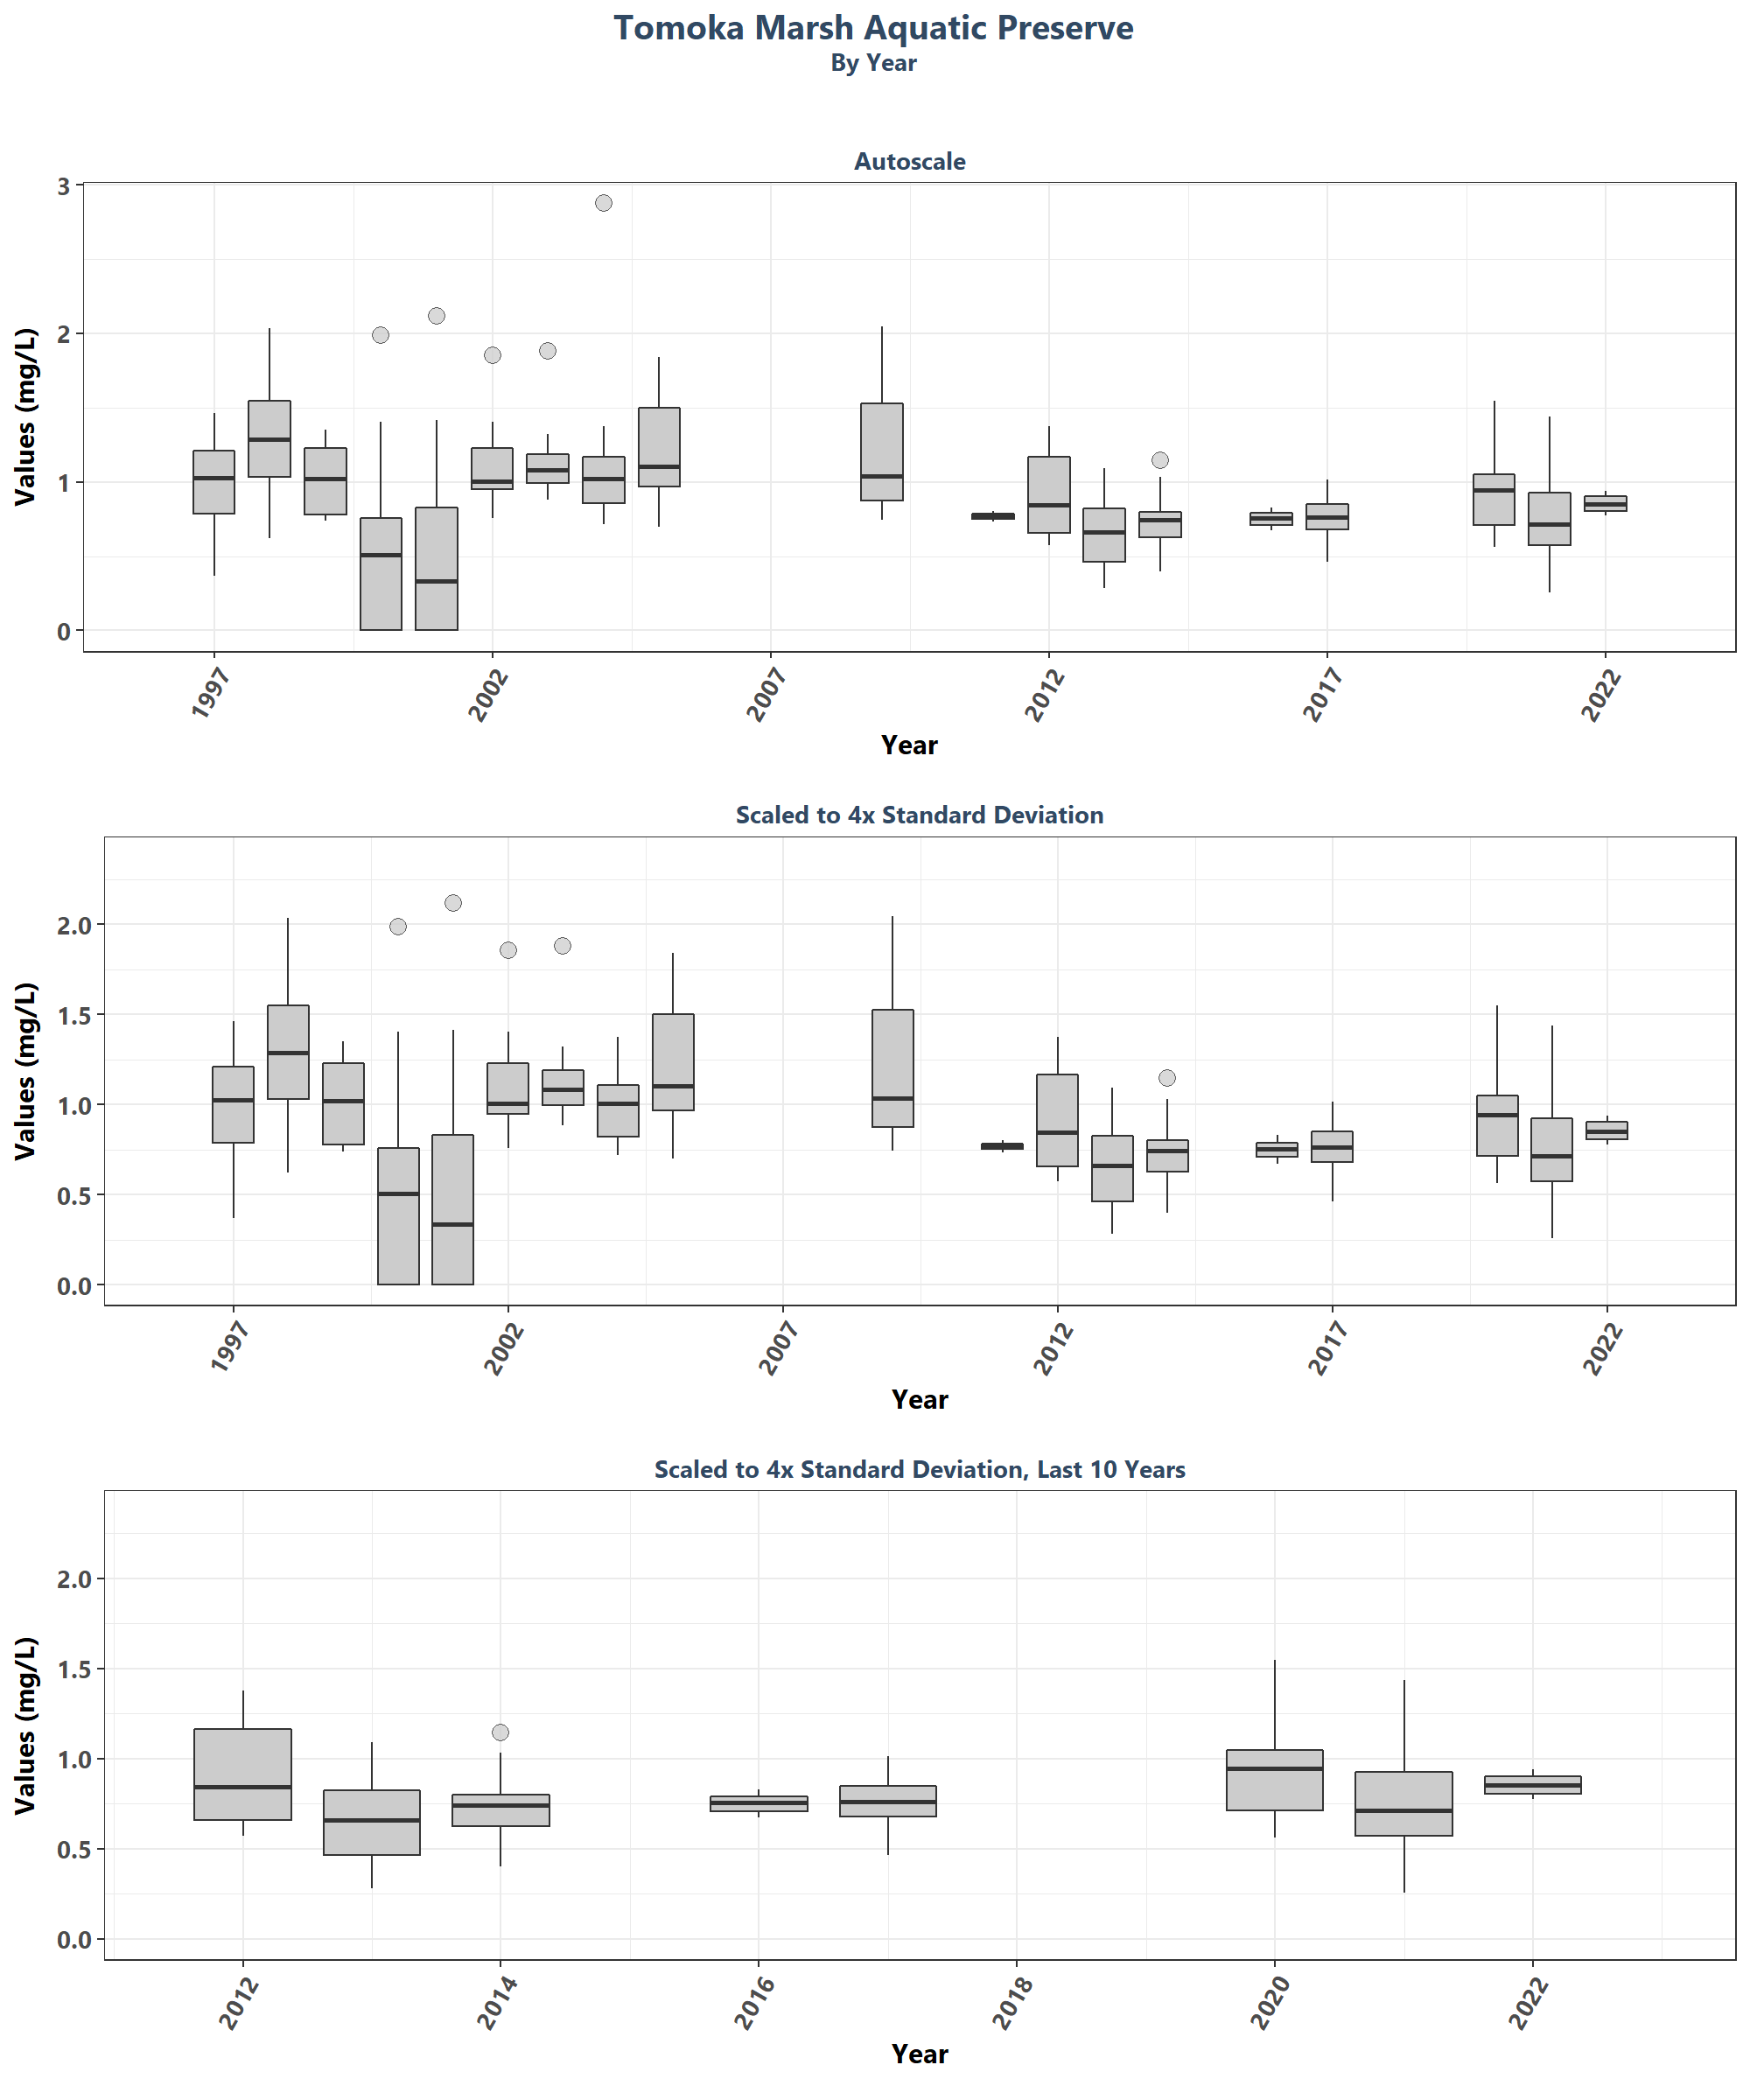 Tomoka Marsh Aquatic Preserve
By Year
Autoscale
Values (mg/L)
3
2
1
0
1997 2002 2007 2012 2017 2022
Year
Scaled to 4x Standard Deviation
Values (mg/L)
2.0
1.5
1.0
0.5
0.0
1997 2002 2007 2012 2017 2022
Year
Scaled to 4x Standard Deviation, Last 10 Years
Values (mg/L)
2.0
1.5
1.0
0.5
0.0
2012 2014 2016 2018 2020 2022
Year